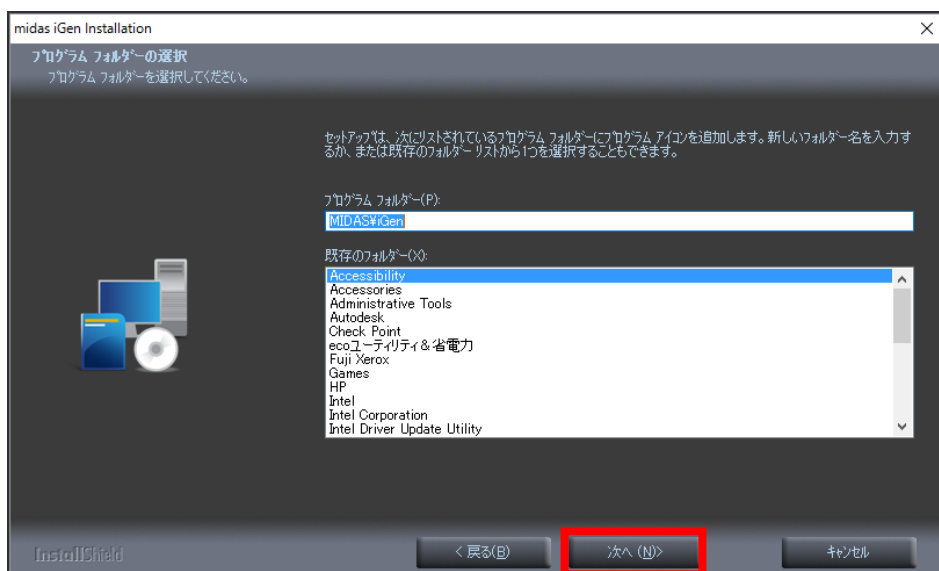 midas iGen Installation
プログラム フォルダーの選択
プログラム フォルダーを選択してください。
セットアップは、次にリストされているプログラム フォルダーにプログラム アイコンを追加します。新しいフォルダー名を入力す
るか、または既存のフォルダー リストから1つを選択することもできます。
プログラム フォルダー(P):
MIDAS¥iGen
既存のフォルダー(X):
Accessibility
Accessories
Administrative Tools
Autodesk
Check Point
ecoユーティリティ&省電力
Fuji Xerox
Games
HP
Intel
Intel Corporation
Intel Driver Update Utility
InstallShield
< 戻る(B)
次へ (N)>
キャンセル